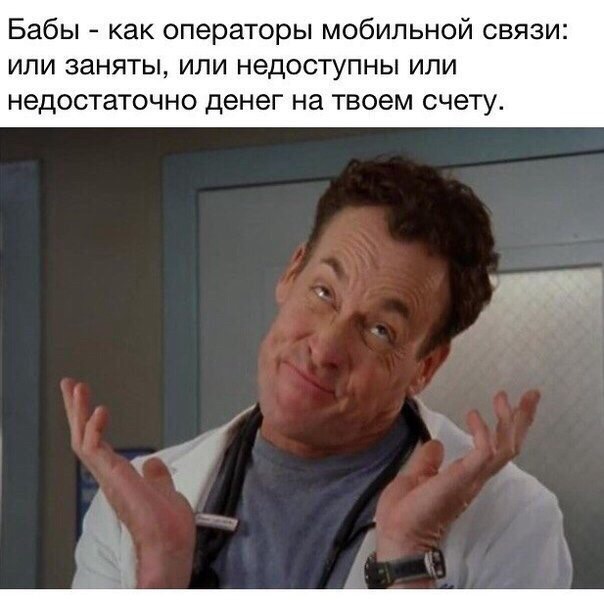 Бабы - как операторы мобильной связи:
или заняты, или недоступны или
недостаточно денег на твоем счету.